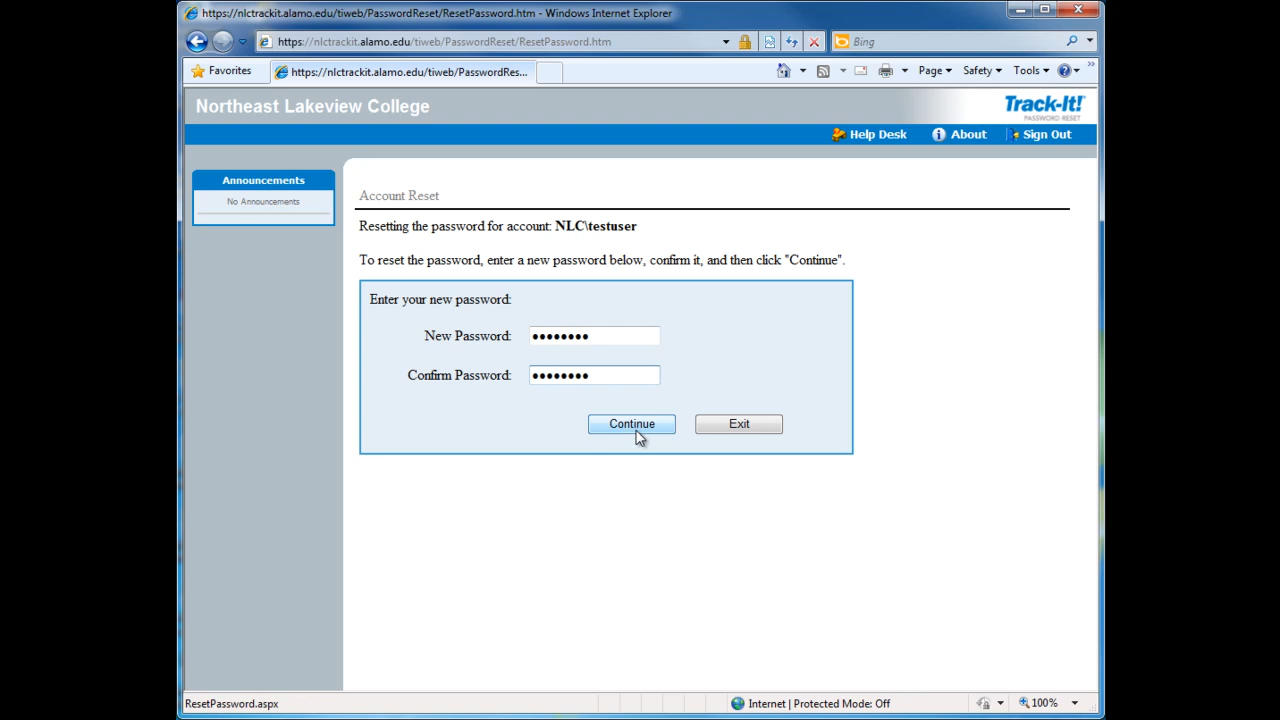 https://nlctrackit.alamo.edu/tiweb/PasswordReset/ResetPassword.htm - Windows Internet Explorer
https://nlctrackit.alamo.edu/tiweb/PasswordReset/ResetPassword.htm
Bing
Favorites
https://nlctrackit.alamo.edu/tiweb/PasswordRes...
Page
Safety
Tools
Northeast Lakeview College
Track-It!
PASSWORD RESET
Help Desk
About
Sign Out
Announcements
No Announcements
Account Reset
Resetting the password for account: NLC\testuser
To reset the password, enter a new password below, confirm it, and then click "Continue".
Enter your new password:
New Password: ••••••••
Confirm Password: ••••••••
Continue
Exit
ResetPassword.aspx
Internet | Protected Mode: Off
100%